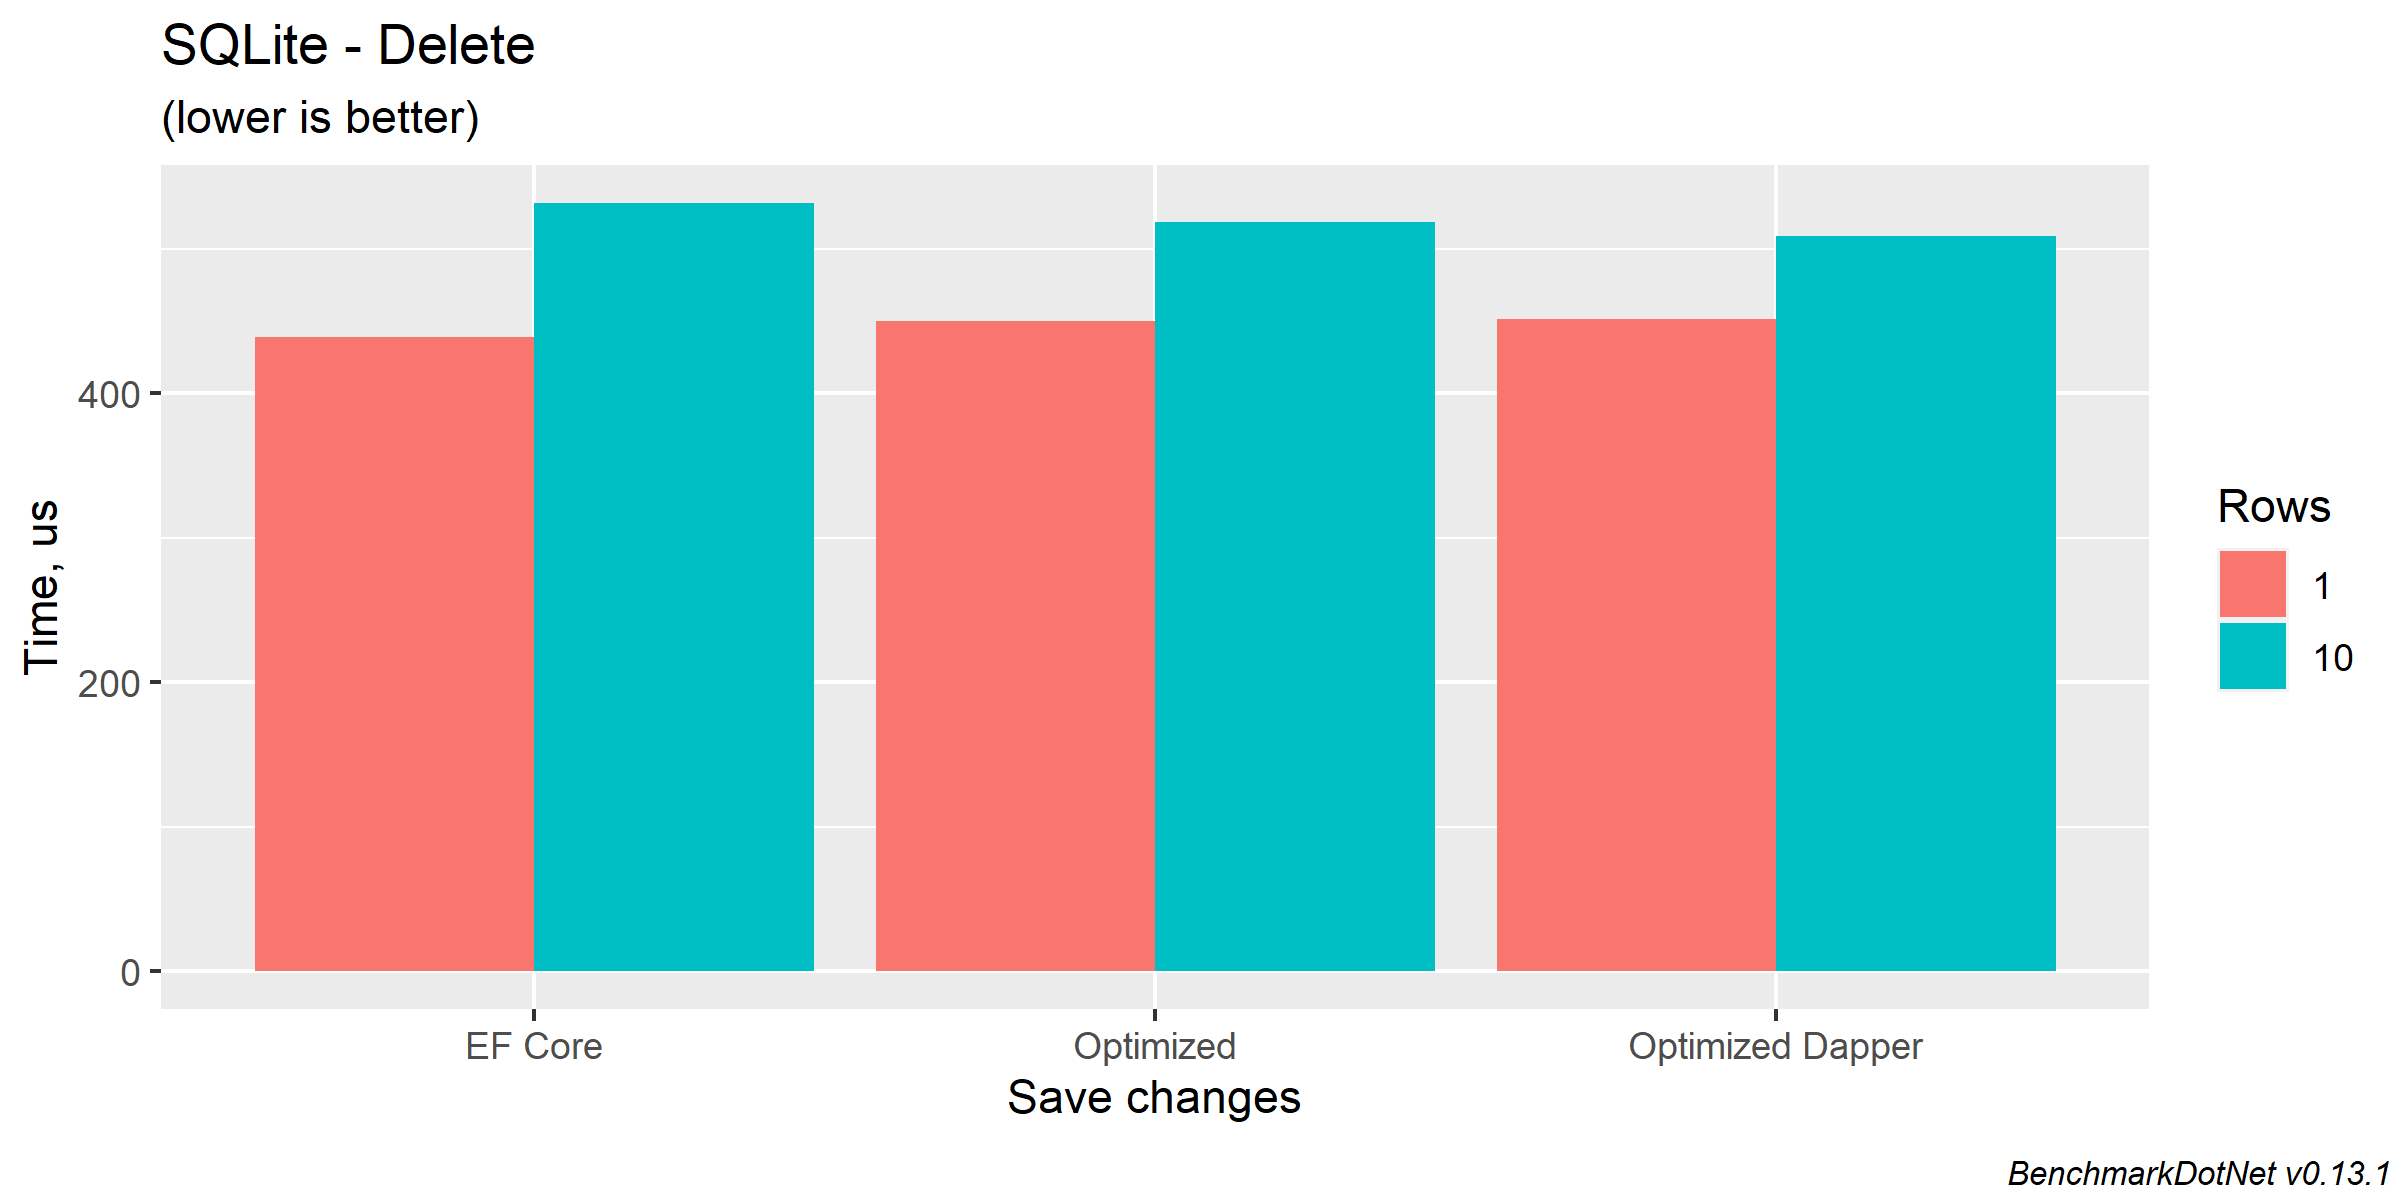 SQLite - Delete
(lower is better)
Time, us
400
200
0
EF Core
Optimized
Optimized Dapper
Save changes
Rows
1
10
BenchmarkDotNet v0.13.1